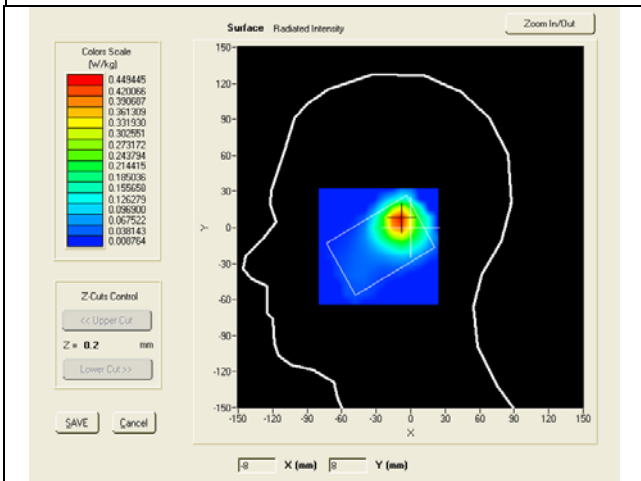 Surface Radiated Intensity
Zoom In/Out
Colors Scale
(W/kg)
0.449445
0.420066
0.390687
0.361309
0.331930
0.302551
0.273172
0.243794
0.214415
0.185036
0.155658
0.126279
0.096900
0.067522
0.038143
0.008764
Z-Cuts Control
<< Upper Cut
Z = 0.2 mm
Lower Cut >>
SAVE Cancel
150
120
90
60
30
Y 0
-30
-60
-90
-120
-150
-150 -120 -90 -60 -30 0 30 60 90 120 150
X
-8 X (mm) 8 Y (mm)